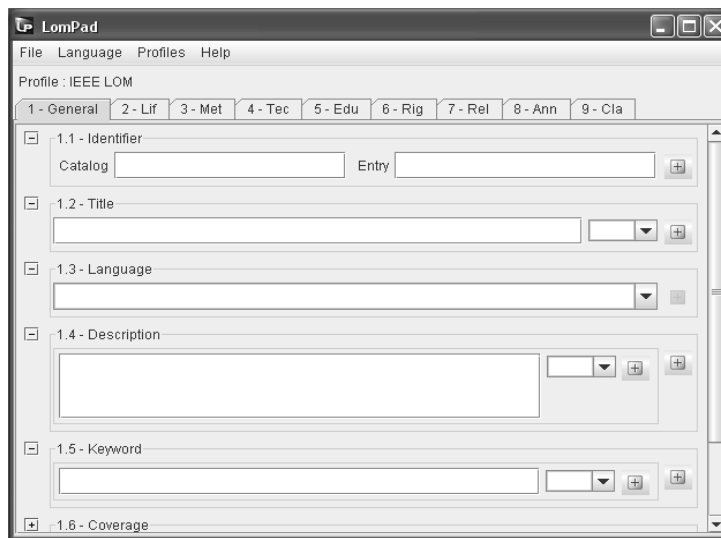 LomPad
File Language Profiles Help
Profile : IEEE LOM
1 - General 2 - Lif 3 - Met 4 - Tec 5 - Edu 6 - Rig 7 - Rel 8 - Ann 9 - Cla
1.1 - Identifier
Catalog Entry
1.2 - Title
1.3 - Language
1.4 - Description
1.5 - Keyword
1.6 - Coverage